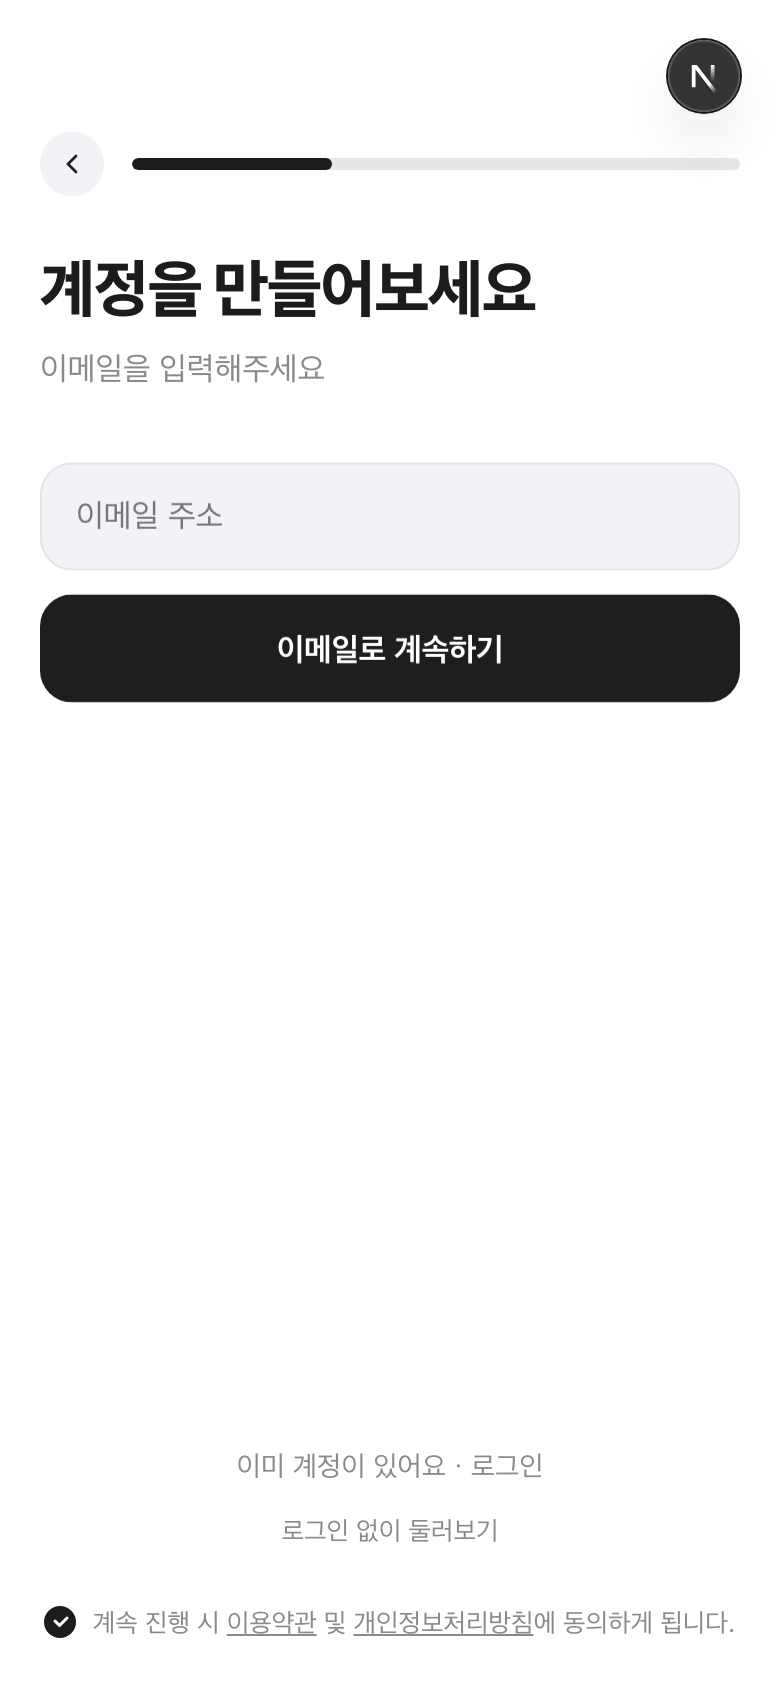 N
계정을 만들어보세요
이메일을 입력해주세요
이메일 주소
이메일로 계속하기
이미 계정이 있어요 · 로그인
로그인 없이 둘러보기
계속 진행 시 이용약관 및 개인정보처리방침에 동의하게 됩니다.